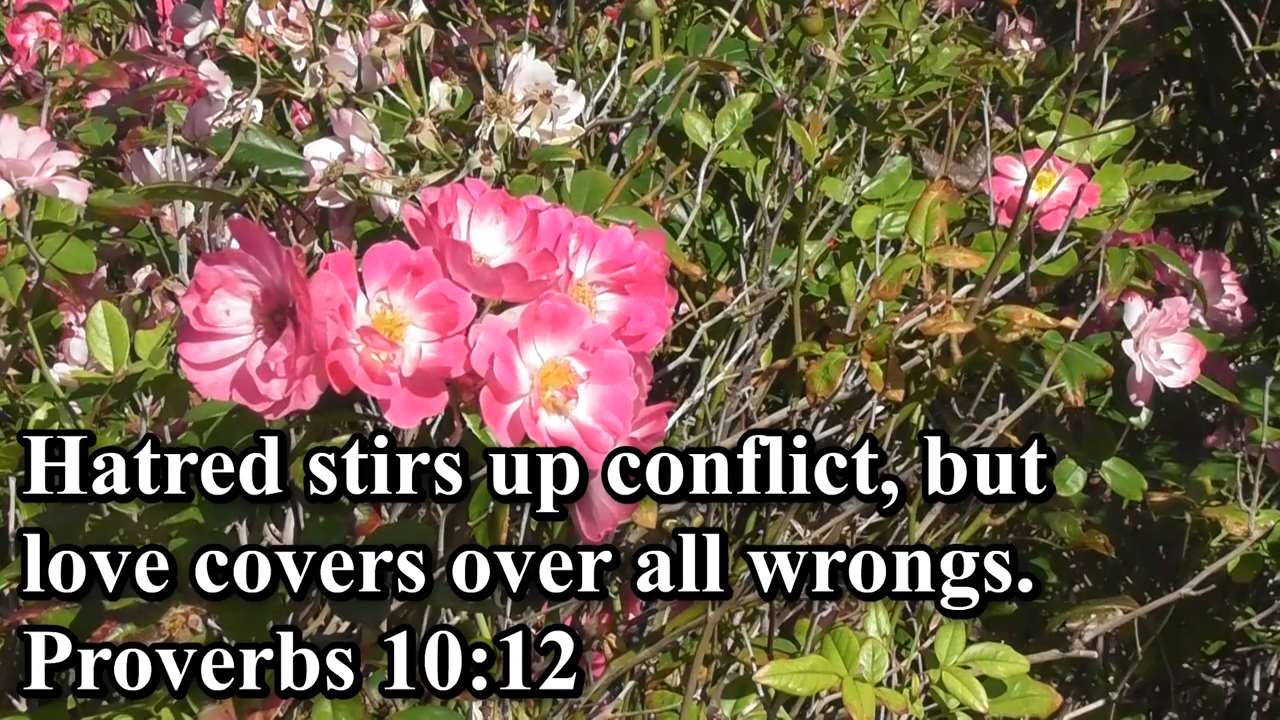 Hatred stirs up conflict, but
love covers over all wrongs.
Proverbs 10:12